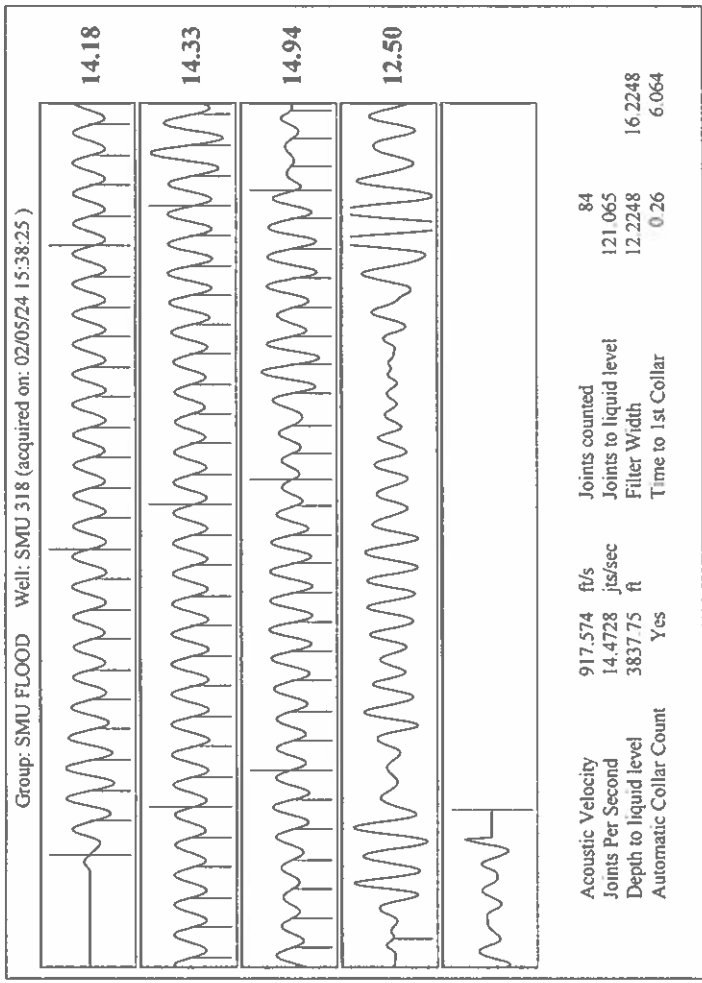 Group: SMU FLOOD Well: SMU 318 (acquired on: 02/05/24 15:38:25 )
14.18
14.33
14.94
12.50
Acoustic Velocity 917.574 ft/s Joints counted 84
Joints Per Second 14.4728 jts/sec Joints to liquid level 121.065
Depth to liquid level 3837.75 ft Filter Width 12.2248 16.2248
Automatic Collar Count Yes Time to 1st Collar 0.26 6.064